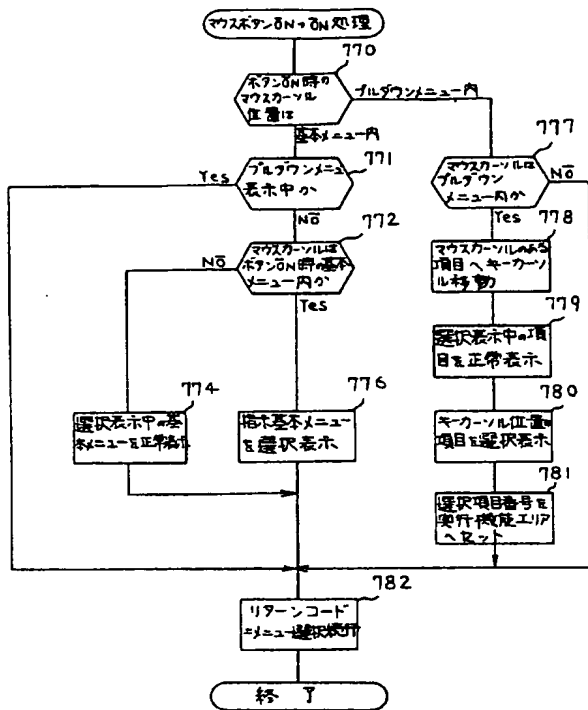 マウスボタンON→ON処理
770
ボタンON時の
マウスカーソル
位置は
プルダウンメニュー内
基本メニュー内
771
プルダウンメニュー
表示中か
Yes
NO
772
マウスカーソルは
ボタンON時の基本
メニュー内か
NO
Yes
774
選択表示中の基
本メニューを正常表示
776
指示基本メニュー
を選択表示
777
マウスカーソルは
プルダウン
メニュー内か
NO
Yes
778
マウスカーソルのある
項目へキーカーソ
ル移動
779
選択表示中の項
目を正常表示
780
キーカーソル位置の
項目を選択表示
781
選択項目番号を
実行機能エリア
へセット
782
リターンコード
=メニュー選択続行
終了